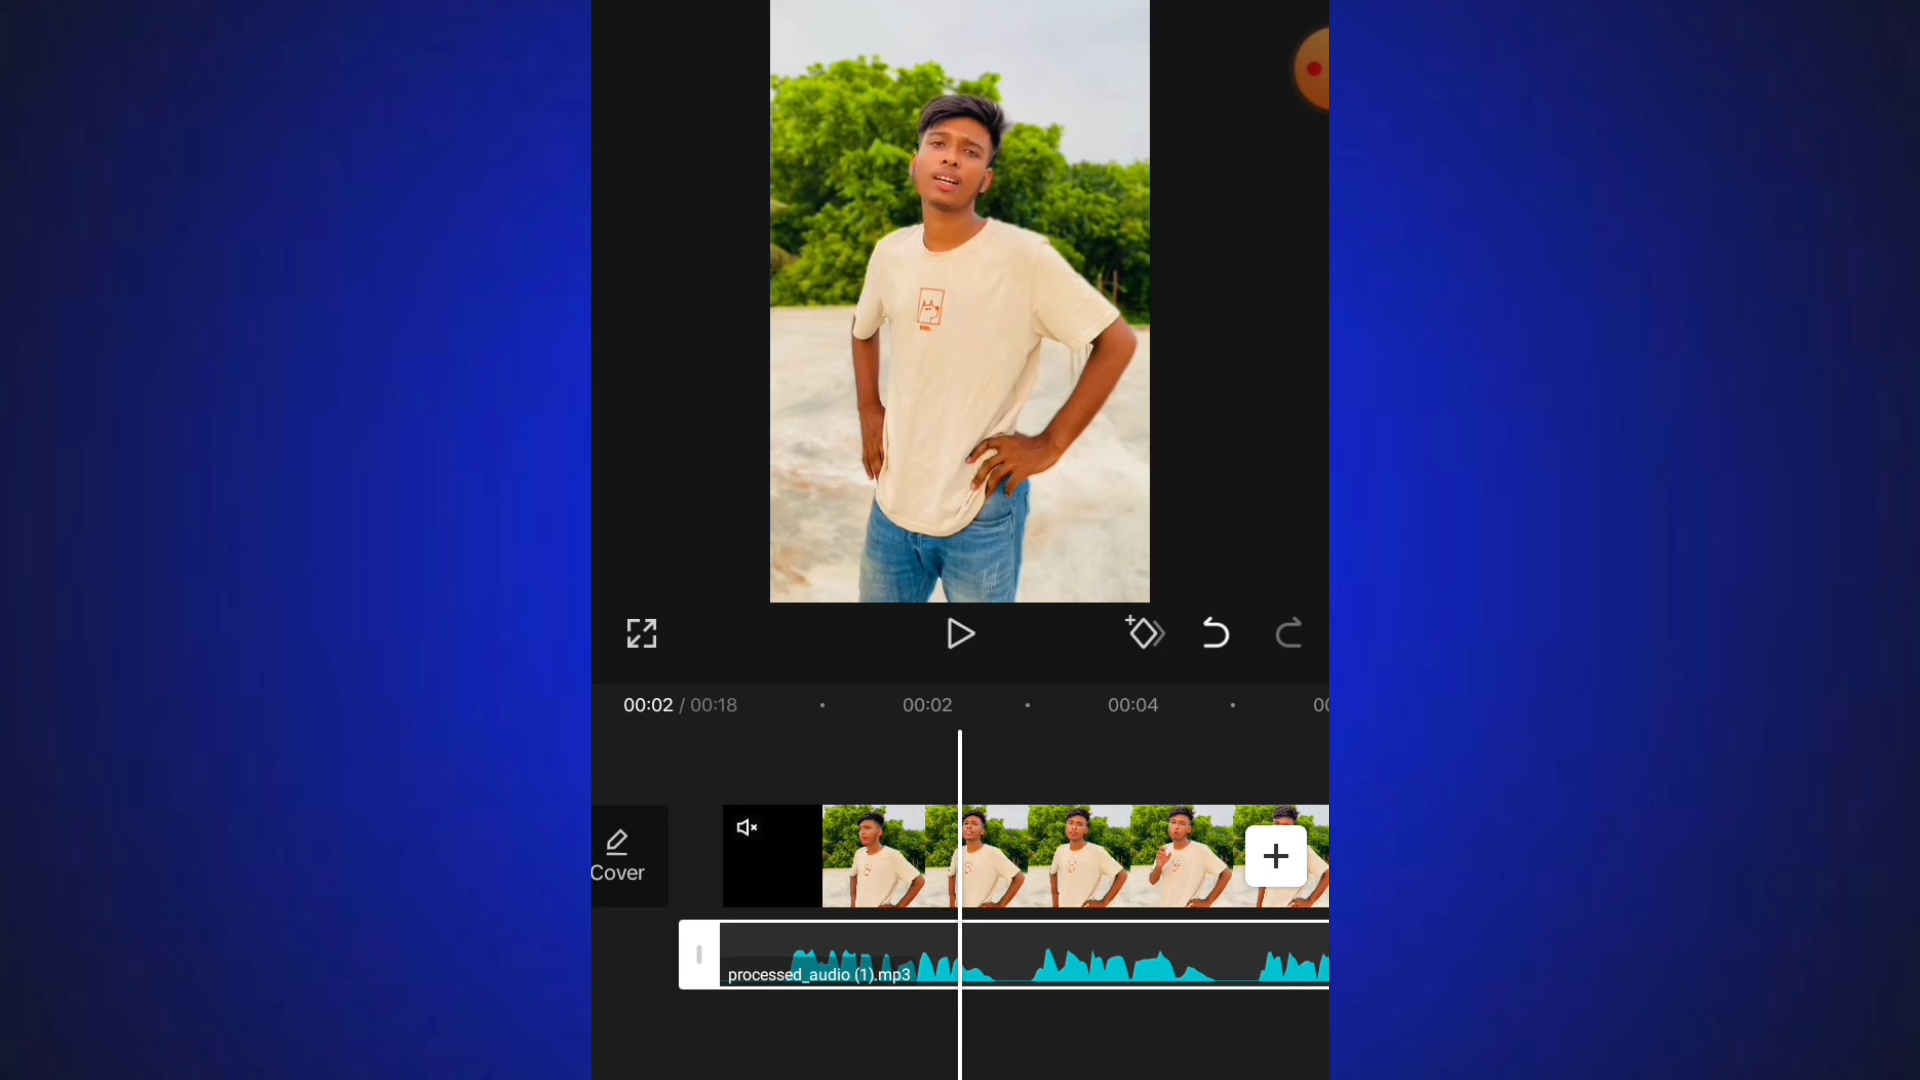 00:02 / 00:18
00:02
00:04
Cover
processed_audio (1).mp3